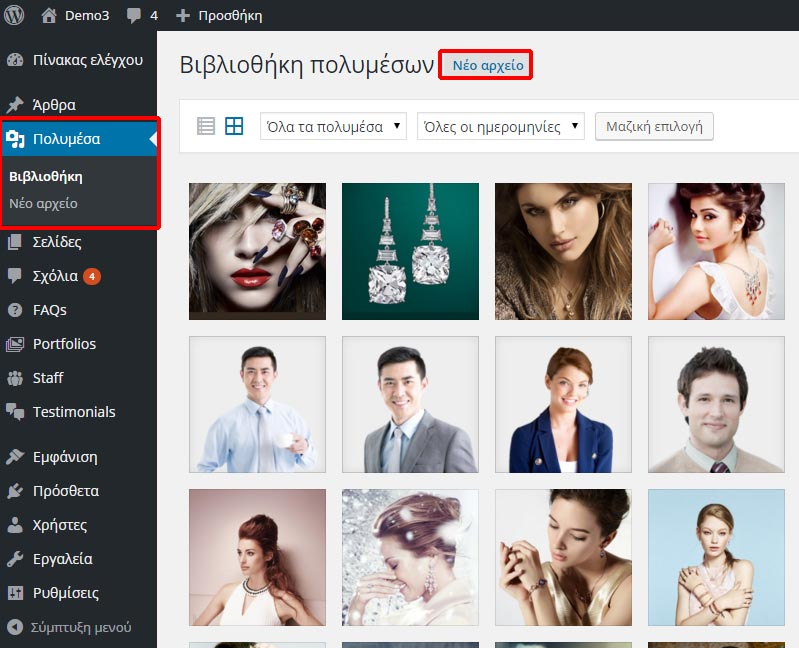 Demo3 4 Προσθήκη
Πίνακας ελέγχου
Άρθρα
Πολυμέσα
Βιβλιοθήκη
Νέο αρχείο
Σελίδες
Σχόλια 4
FAQs
Portfolios
Staff
Testimonials
Εμφάνιση
Πρόσθετα
Χρήστες
Εργαλεία
Ρυθμίσεις
Σύμπτυξη μενού
Βιβλιοθήκη πολυμέσων Νέο αρχείο
Όλα τα πολυμέσα Όλες οι ημερομηνίες Μαζική επιλογή